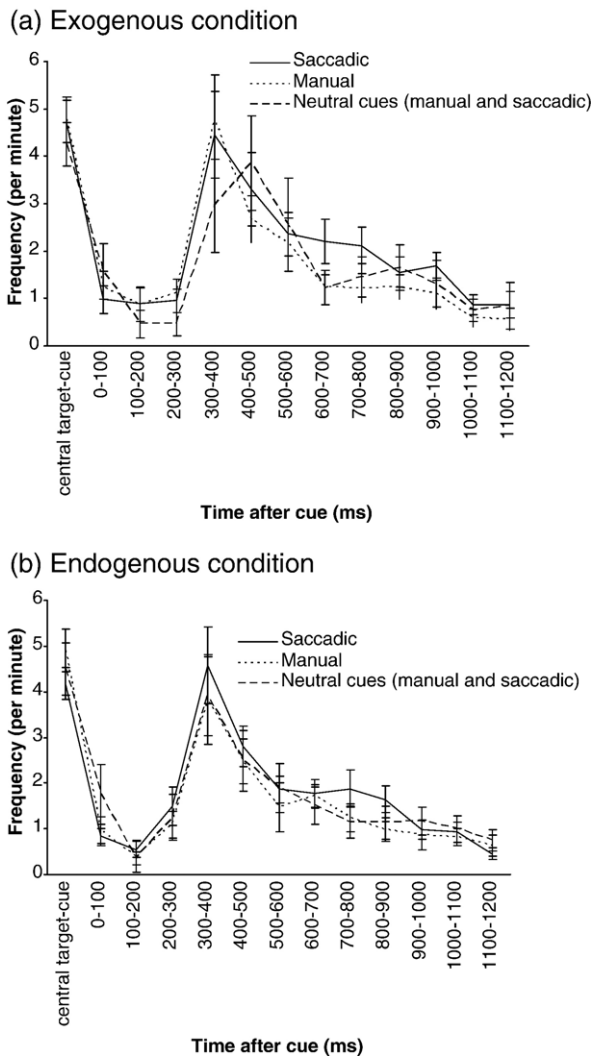 (a) Exogenous condition
Saccadic
Manual
Neutral cues (manual and saccadic)
Frequency (per minute)
6
5
4
3
2
1
0
central target-cue
0-100
100-200
200-300
300-400
400-500
500-600
600-700
700-800
800-900
900-1000
1000-1100
1100-1200
Time after cue (ms)
(b) Endogenous condition
Saccadic
Manual
Neutral cues (manual and saccadic)
Frequency (per minute)
6
5
4
3
2
1
0
central target-cue
0-100
100-200
200-300
300-400
400-500
500-600
600-700
700-800
800-900
900-1000
1000-1100
1100-1200
Time after cue (ms)